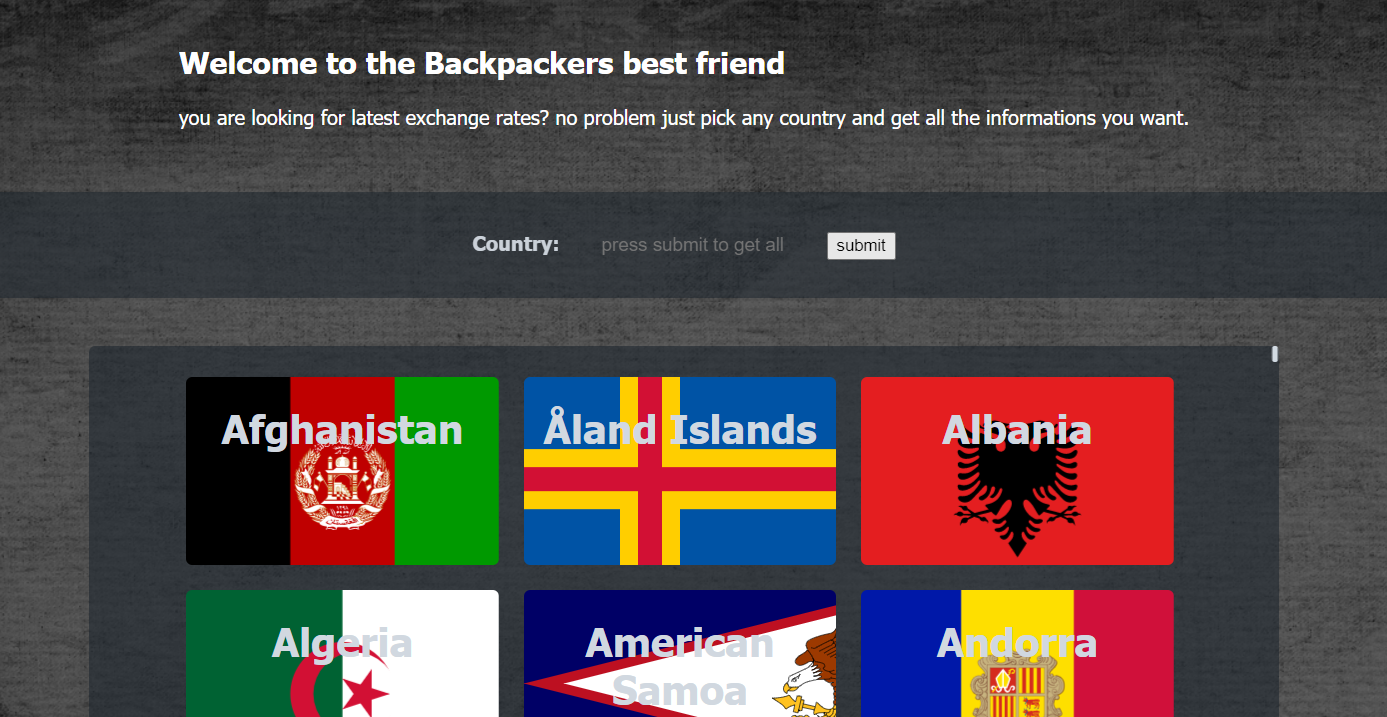 Welcome to the Backpackers best friend
you are looking for latest exchange rates? no problem just pick any country and get all the informations you want.
Country: press submit to get all submit
Afghanistan Åland Islands Albania
Algeria American Samoa Andorra